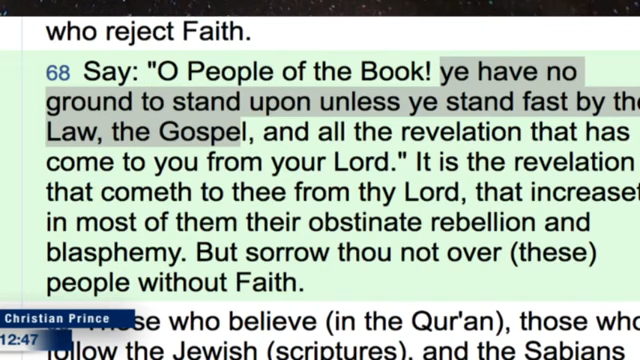 who reject Faith.
68 Say: "O People of the Book! ye have no
ground to stand upon unless ye stand fast by the
Law, the Gospel, and all the revelation that has
come to you from your Lord." It is the revelation
that cometh to thee from thy Lord, that increaset
in most of them their obstinate rebellion and
blasphemy. But sorrow thou not over (these)
people without Faith.
Christian Prince
12:47
who believe (in the Qur'an), those who
follow the Jewish (scriptures), and the Sabians